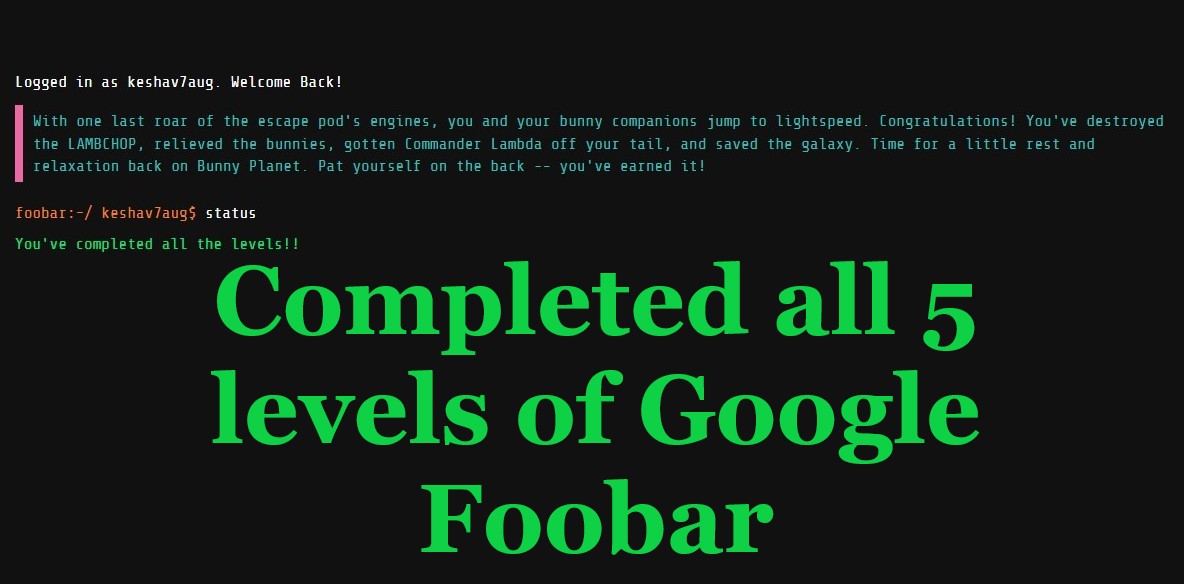 Logged in as keshav7aug. Welcome Back!
With one last roar of the escape pod's engines, you and your bunny companions jump to lightspeed. Congratulations! You've destroyed
the LAMBCHOP, relieved the bunnies, gotten Commander Lambda off your tail, and saved the galaxy. Time for a little rest and
relaxation back on Bunny Planet. Pat yourself on the back -- you've earned it!
foobar:~/ keshav7aug$ status
You've completed all the levels!!
Completed all 5
levels of Google
Foobar